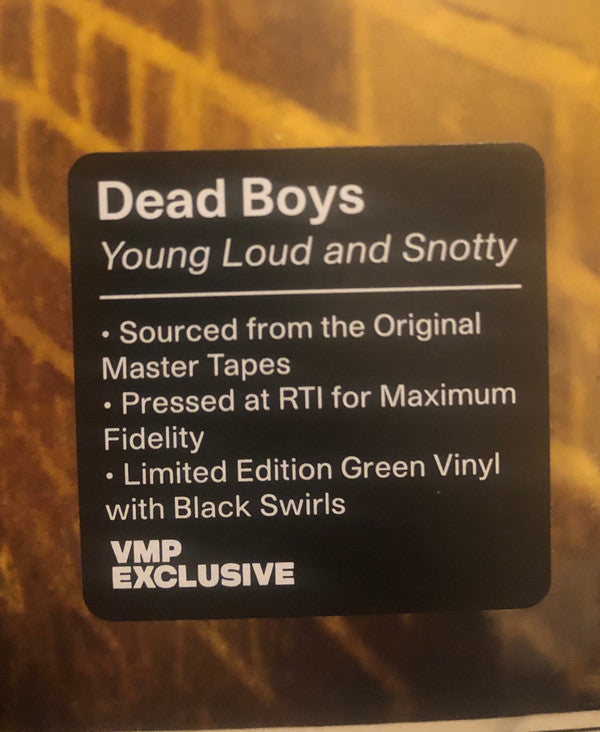 Dead Boys
Young Loud and Snotty
• Sourced from the Original
Master Tapes
• Pressed at RTI for Maximum
Fidelity
• Limited Edition Green Vinyl
with Black Swirls
VMP
EXCLUSIVE